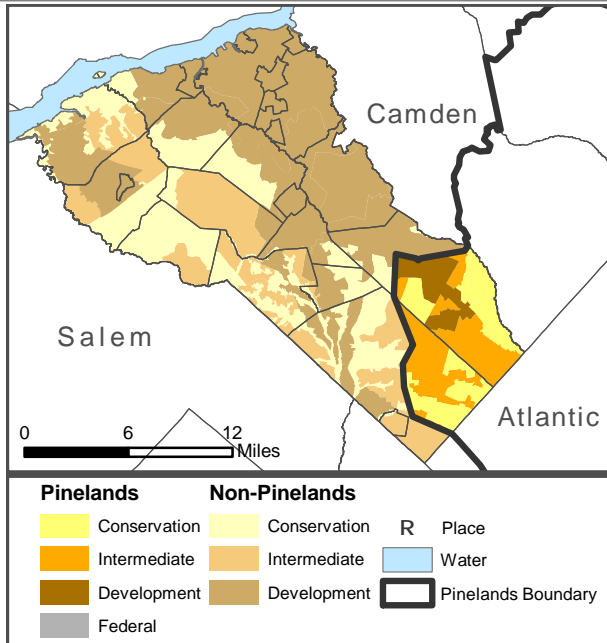 Camden
Salem
Atlantic
0 6 12
Miles
Pinelands Non-Pinelands
Conservation Conservation R Place
Intermediate Intermediate Water
Development Development Pinelands Boundary
Federal